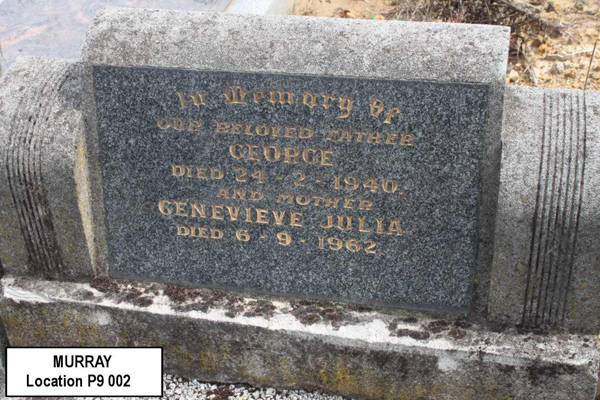 In Memory of
OUR BELOVED FATHER
GEORGE
DIED 24 - 2 - 1940.
AND MOTHER
GENEVIEVE JULIA
DIED 6 - 9 - 1962.
MURRAY
Location P9 002